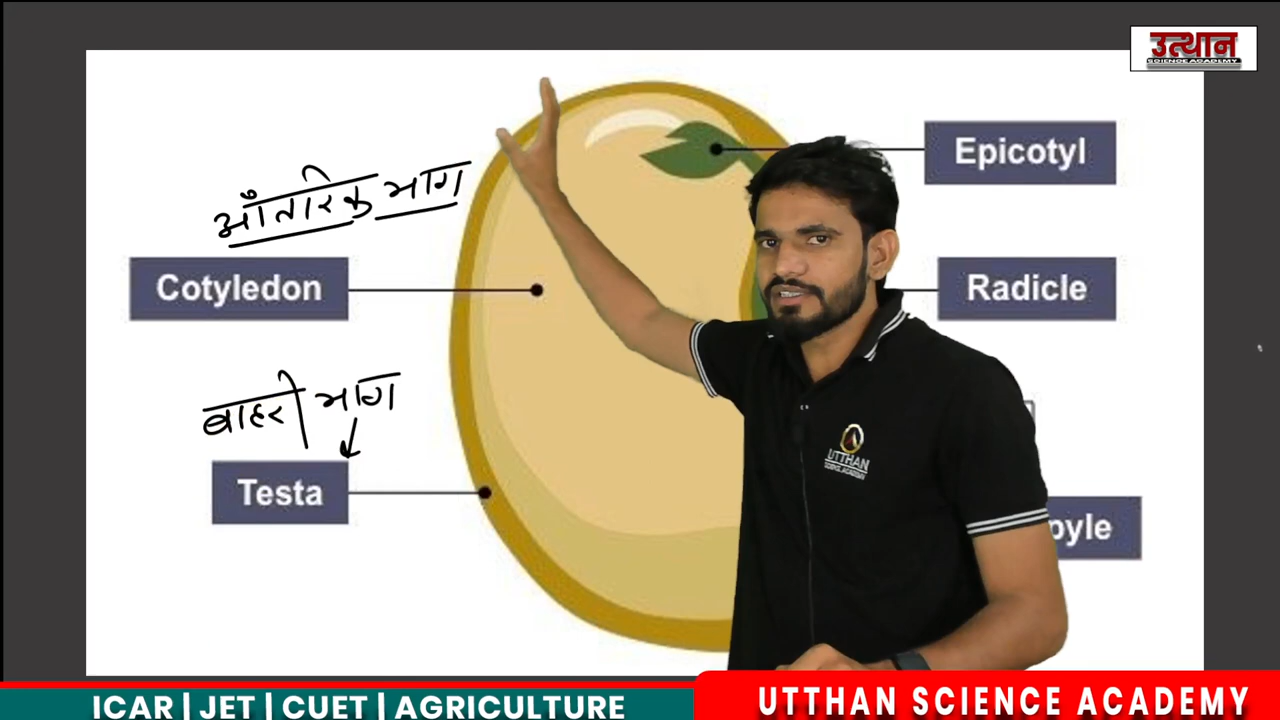 उत्थान
SCIENCE ACADEMY
Epicotyl
आँतरिक भाग
Cotyledon
Radicle
बाहरी भाग
UTTHAN
Testa
pyle
ICAR | JET | CUET | AGRICULTURE
UTTHAN SCIENCE ACADEMY